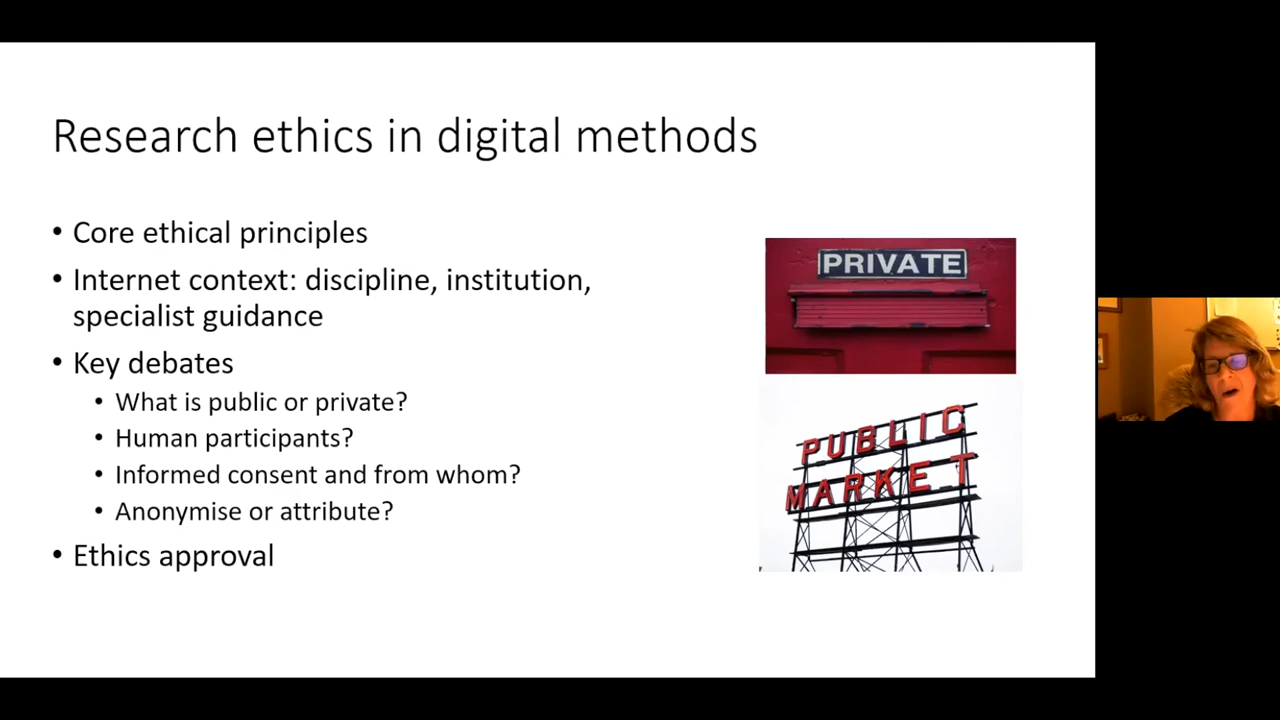 Research ethics in digital methods
• Core ethical principles
• Internet context: discipline, institution,
specialist guidance
• Key debates
• What is public or private?
• Human participants?
• Informed consent and from whom?
• Anonymise or attribute?
• Ethics approval
PRIVATE
PUBLIC
MARKET